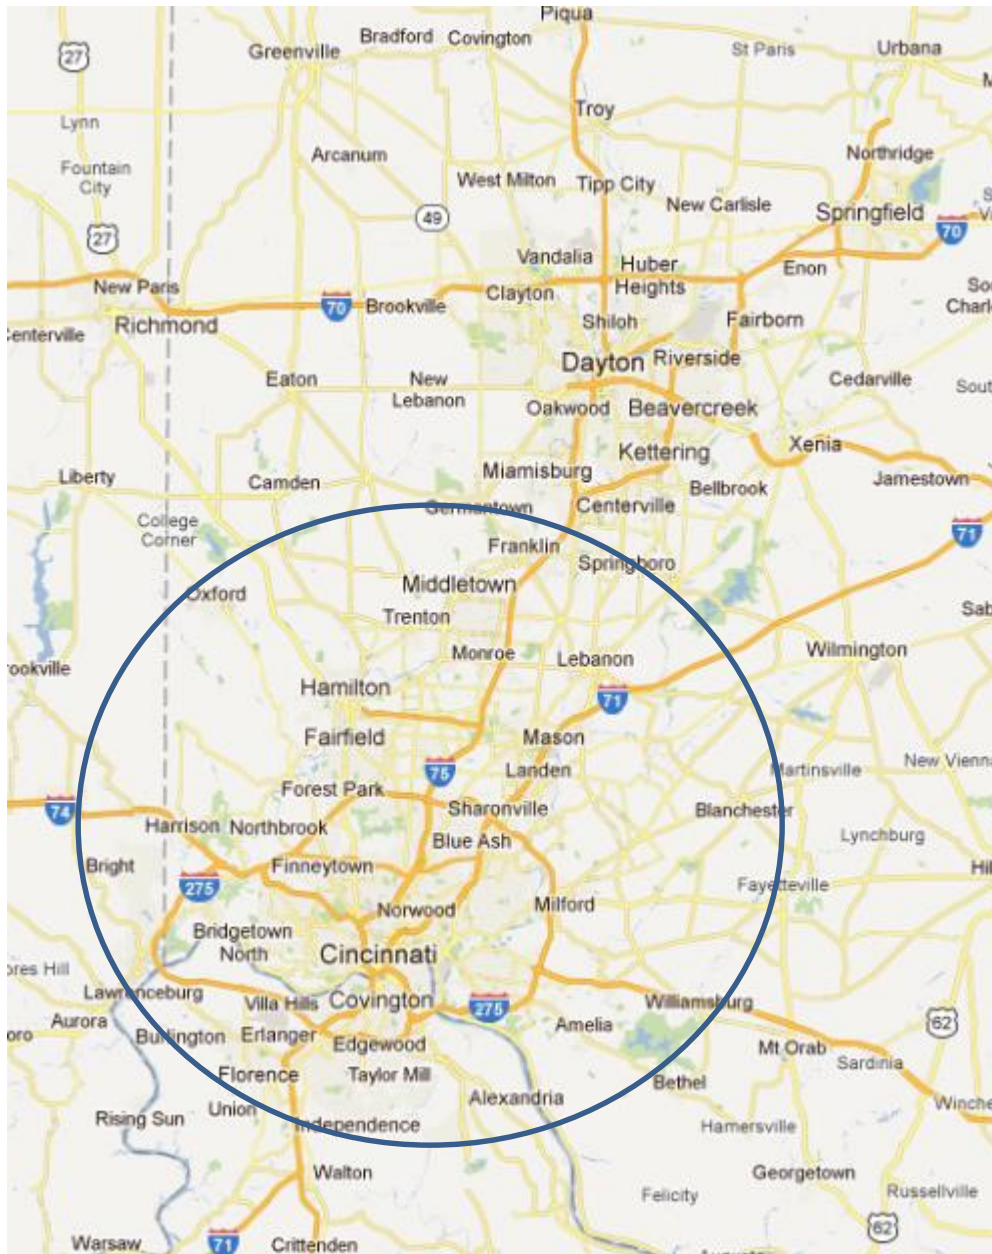 Piqua
27
Bradford
Covington
Greenville
St Paris
Urbana
Troy
Lynn
Arcanum
Northridge
Fountain
City
West Milton
Tipp City
New Carlisle
Springfield
49
27
70
Vandalia
Huber
Heights
Enon
New Paris
Clayton
70
Brookville
Richmond
Shiloh
Fairborn
Dayton
Riverside
Eaton
New
Lebanon
Cedarville
Oakwood
Beavercreek
Kettering
Xenia
Liberty
Camden
Miamisburg
Bellbrook
Jamestown
Germantown
Centerville
College
Corner
71
Franklin
Springboro
Middletown
Oxford
Trenton
Monroe
Lebanon
Wilmington
Hamilton
71
Fairfield
Mason
75
Landen
Martinsville
New Vienna
Forest Park
74
Sharonville
Blanchester
Harrison
Northbrook
Blue Ash
Lynchburg
Bright
Finneytown
275
Fayetteville
Norwood
Milford
Bridgetown
North
Cincinnati
Lawrenceburg
Villa Hills
Covington
275
Williamsburg
Aurora
Burlington
Erlanger
Edgewood
Amelia
62
Mt Orab
Sardinia
Florence
Taylor Mill
Bethel
Alexandria
Union
Rising Sun
Independence
Hamersville
Walton
Georgetown
Felicity
Russellville
62
Warsaw
71
Crittenden